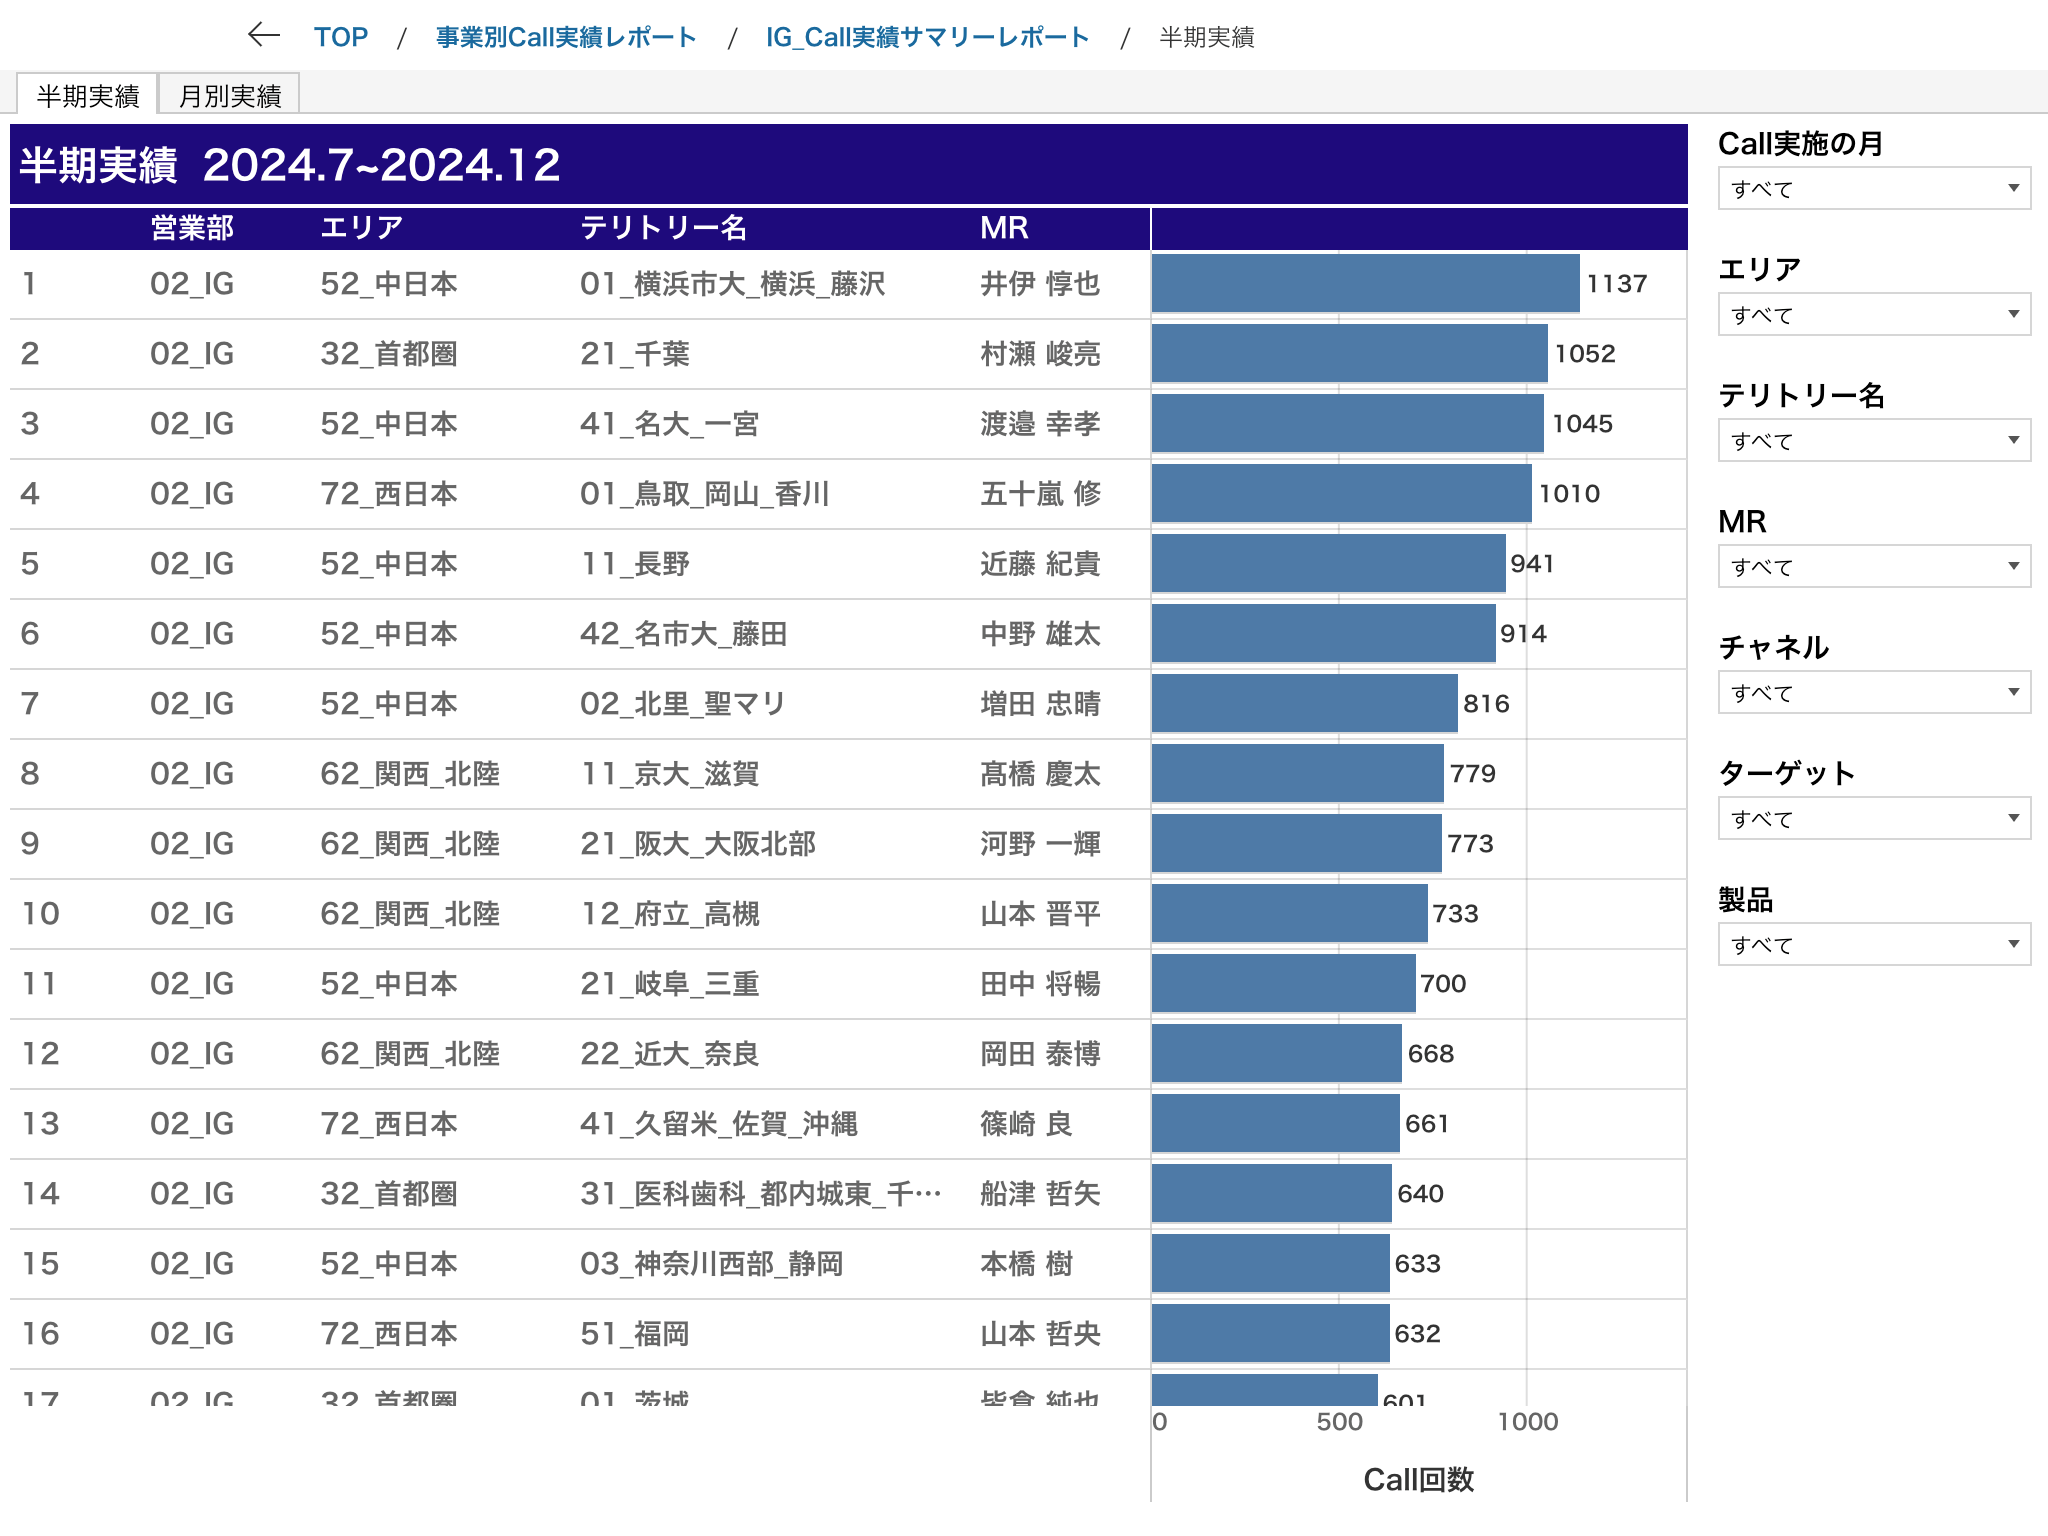 ← TOP / 事業別Call実績レポート / IG_Call実績サマリーレポート / 半期実績
半期実績 月別実績
半期実績 2024.7~2024.12
営業部 エリア テリトリー名 MR
1 02_IG 52_中日本 01_横浜市大_横浜_藤沢 井伊 惇也 1137
2 02_IG 32_首都圏 21_千葉 村瀬 峻亮 1052
3 02_IG 52_中日本 41_名大_一宮 渡邉 幸孝 1045
4 02_IG 72_西日本 01_鳥取_岡山_香川 五十嵐 修 1010
5 02_IG 52_中日本 11_長野 近藤 紀貴 941
6 02_IG 52_中日本 42_名市大_藤田 中野 雄太 914
7 02_IG 52_中日本 02_北里_聖マリ 増田 忠晴 816
8 02_IG 62_関西_北陸 11_京大_滋賀 髙橋 慶太 779
9 02_IG 62_関西_北陸 21_阪大_大阪北部 河野 一輝 773
10 02_IG 62_関西_北陸 12_府立_高槻 山本 晋平 733
11 02_IG 52_中日本 21_岐阜_三重 田中 将暢 700
12 02_IG 62_関西_北陸 22_近大_奈良 岡田 泰博 668
13 02_IG 72_西日本 41_久留米_佐賀_沖縄 篠崎 良 661
14 02_IG 32_首都圏 31_医科歯科_都内城東_千… 船津 哲矢 640
15 02_IG 52_中日本 03_神奈川西部_静岡 本橋 樹 633
16 02_IG 72_西日本 51_福岡 山本 哲央 632
17 02_IG 32_首都圏 01_茨城 皆倉 純也 601
0 500 1000
Call回数
Call実施の月
すべて
エリア
すべて
テリトリー名
すべて
MR
すべて
チャネル
すべて
ターゲット
すべて
製品
すべて